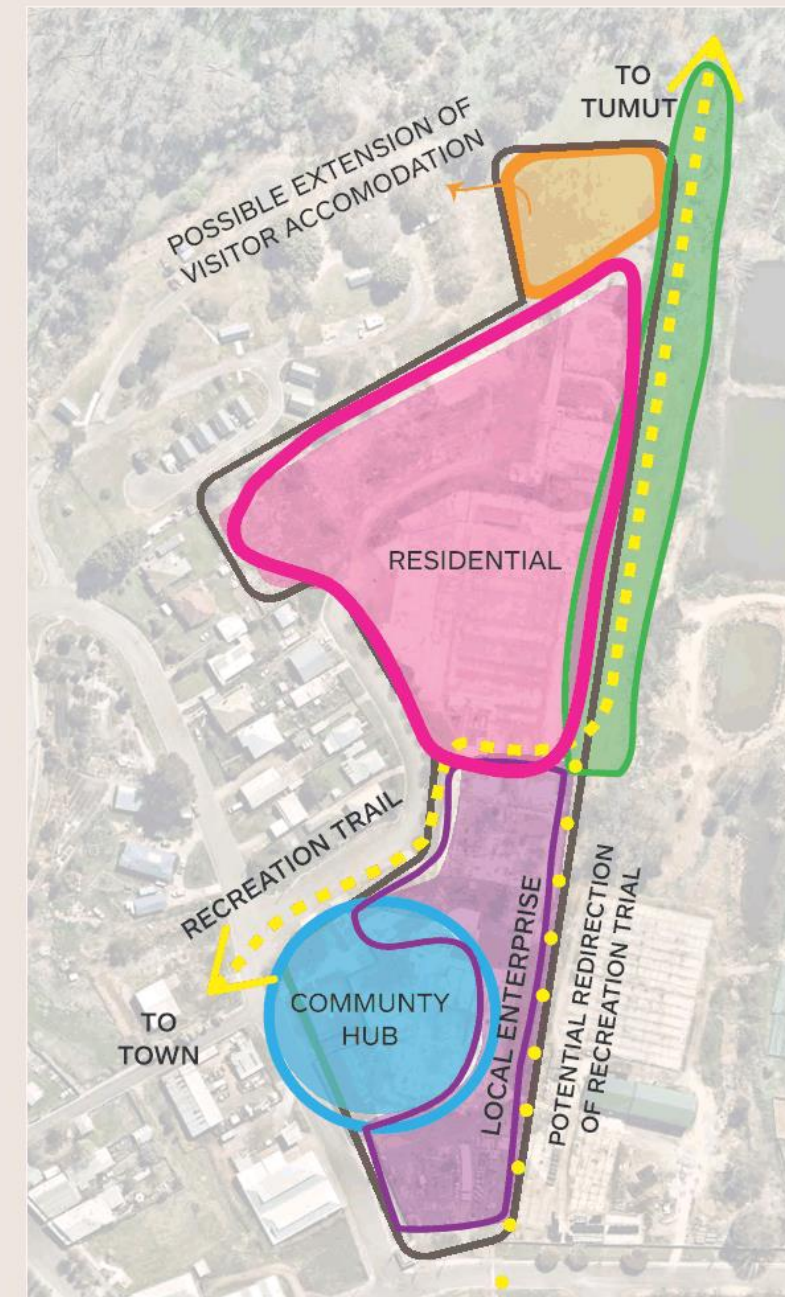 TO
TUMUT
POSSIBLE EXTENSION OF
VISITOR ACCOMODATION
RESIDENTIAL
RECREATION TRAIL
COMMUNTY
HUB
TO
TOWN
LOCAL ENTERPRISE
POTENTIAL REDIRECTION
OF RECREATION TRIAL